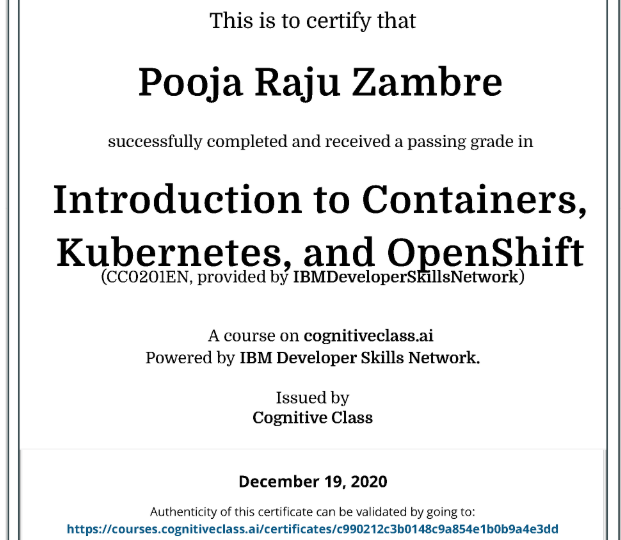 This is to certify that
Pooja Raju Zambre
successfully completed and received a passing grade in
Introduction to Containers,
Kubernetes, and OpenShift
(CC0201EN, provided by IBMDeveloperSkillsNetwork)
A course on cognitiveclass.ai
Powered by IBM Developer Skills Network.
Issued by
Cognitive Class
December 19, 2020
Authenticity of this certificate can be validated by going to:
https://courses.cognitiveclass.ai/certificates/c990212c3b0148c9a854e1b0b9a4e3dd